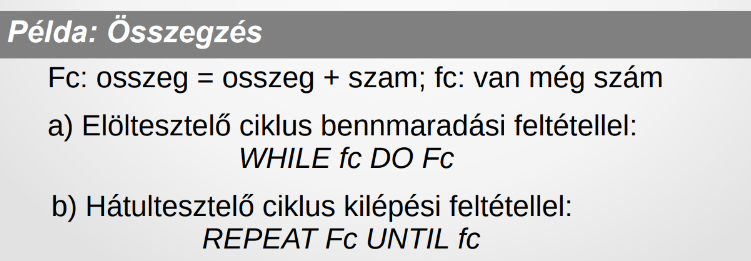 Példa: Összegzés
Fc: osszeg = osszeg + szam; fc: van még szám
a) Elöltesztelő ciklus bennmaradási feltétellel:
WHILE fc DO Fc
b) Hátultesztelő ciklus kilépési feltétellel:
REPEAT Fc UNTIL fc